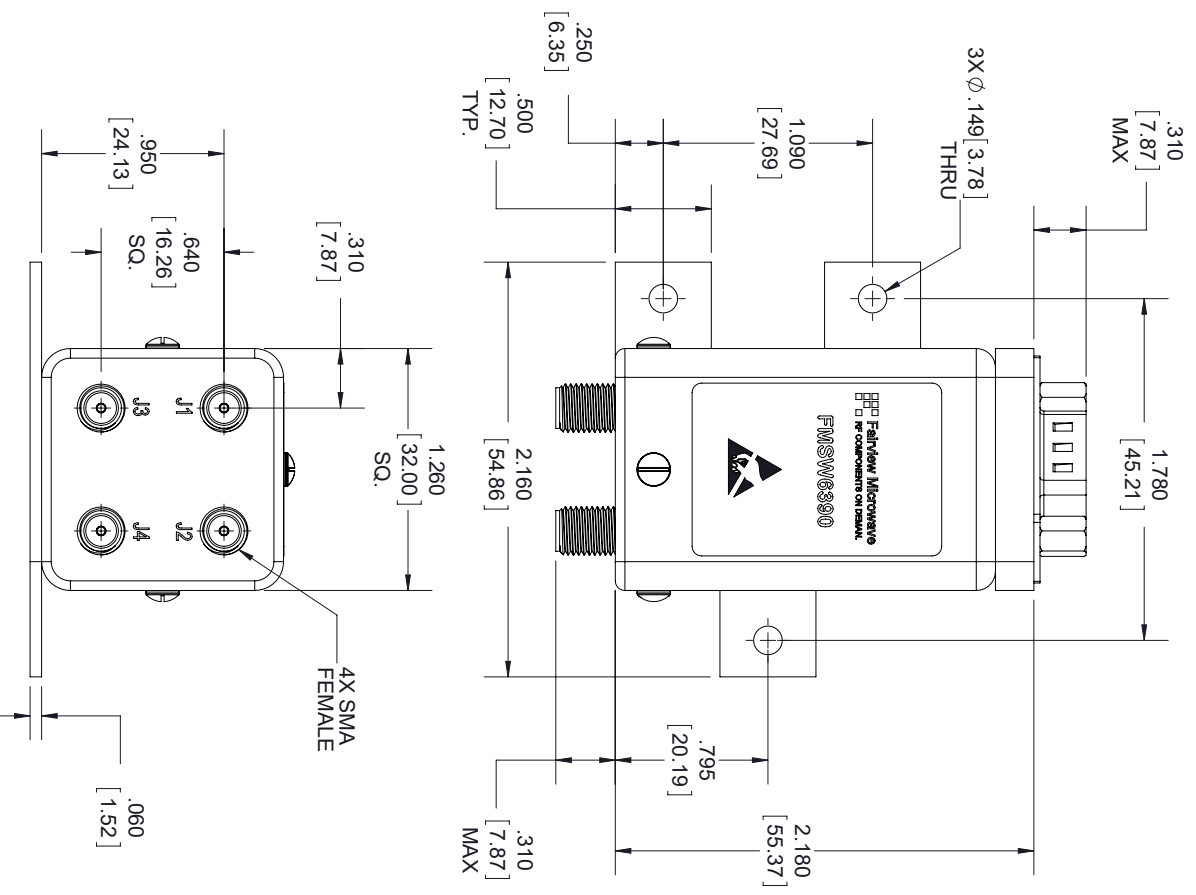 .310
[7.87]
MAX
3X Ø .149[3.78]
THRU
1.090
[27.69]
.250
[6.35]
.500
[12.70]
TYP.
1.780
[45.21]
Fairview Microwave
RF COMPONENTS ON DEMAN.
FMSW6390
2.160
[54.86]
.795
[20.19]
2.180
[55.37]
.310
[7.87]
MAX
.950
[24.13]
.640
[16.26]
SQ.
.310
[7.87]
1.260
[32.00]
SQ.
J1
J2
J3
J4
4X SMA
FEMALE
.060
[1.52]